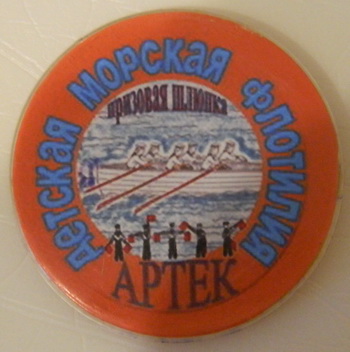 ДЕТСКАЯ МОРСКАЯ ФЛОТИЛИЯ
призовая шлюпка
АРТЕК